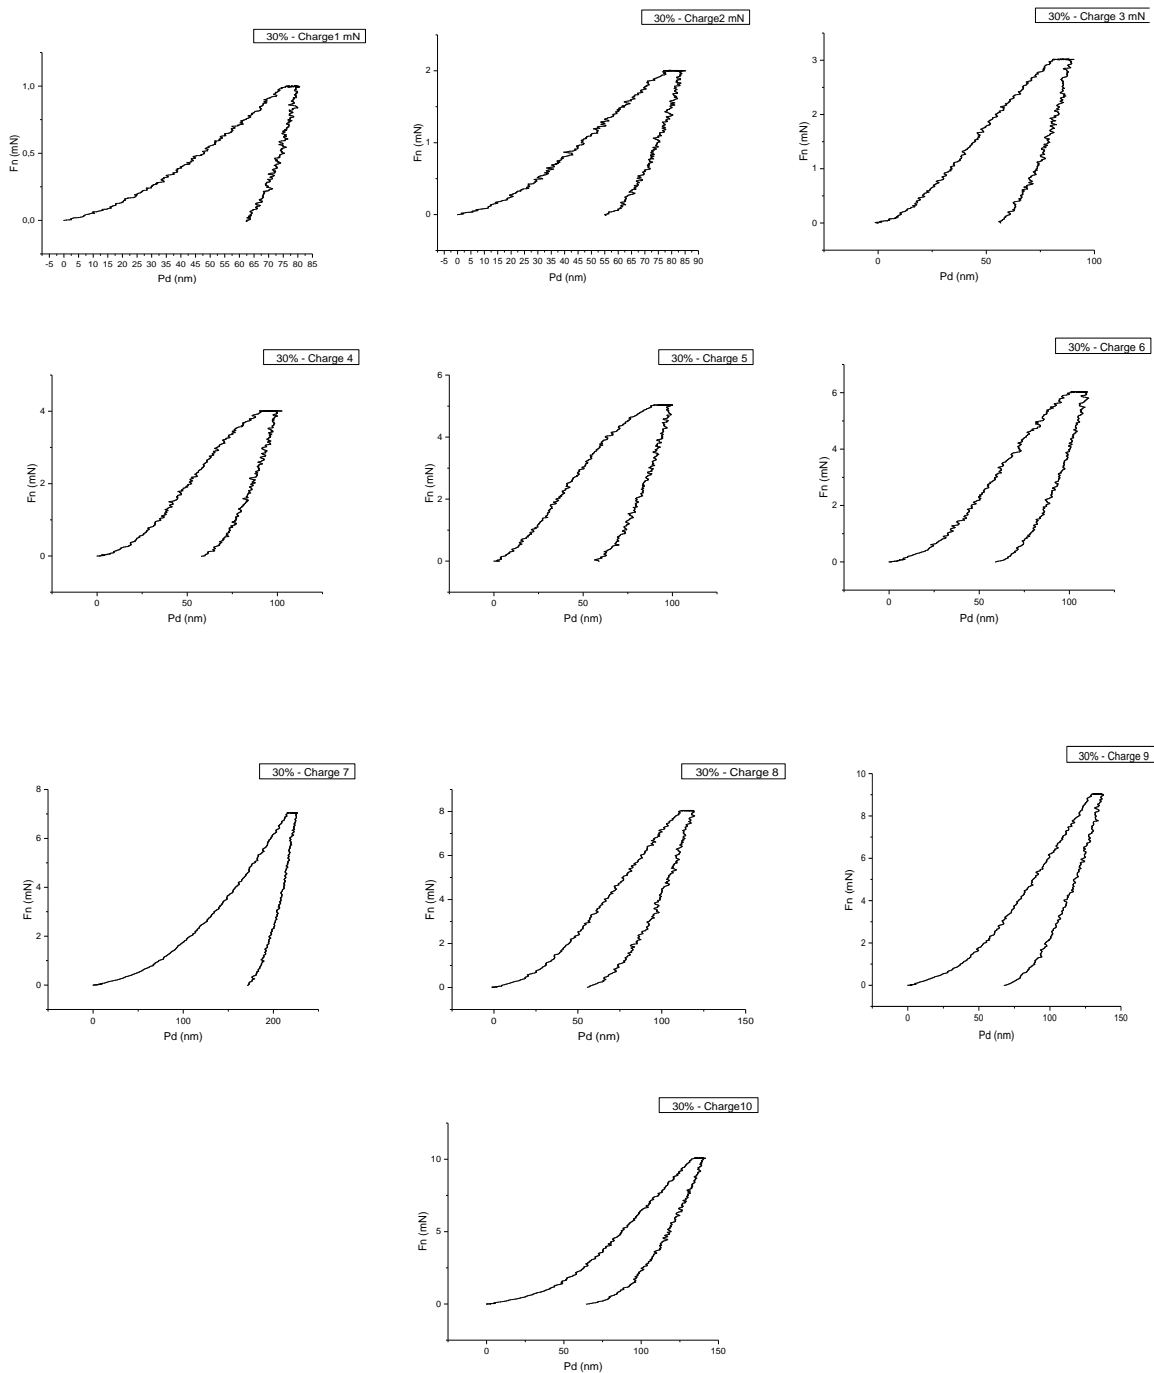 30% - Charge1 mN
1,0
0,5
0,0
Fn (mN)
-5 0 5 10 15 20 25 30 35 40 45 50 55 60 65 70 75 80 85
Pd (nm)
30% - Charge2 mN
2
1
0
Fn (mN)
-5 0 5 10 15 20 25 30 35 40 45 50 55 60 65 70 75 80 85 90
Pd (nm)
30% - Charge 3 mN
3
2
1
0
Fn (mN)
0 50 100
Pd (nm)
30% - Charge 4
4
2
0
Fn (mN)
0 50 100
Pd (nm)
30% - Charge 5
6
4
2
0
Fn (mN)
0 50 100
Pd (nm)
30% - Charge 6
6
4
2
0
Fn (mN)
0 50 100
Pd (nm)
30% - Charge 7
8
6
4
2
0
Fn (mN)
0 100 200
Pd (nm)
30% - Charge 8
8
6
4
2
0
Fn (mN)
0 50 100 150
Pd (nm)
30% - Charge 9
10
8
6
4
2
0
Fn (mN)
0 50 100 150
Pd (nm)
30% - Charge10
10
5
0
Fn (mN)
0 50 100 150
Pd (nm)